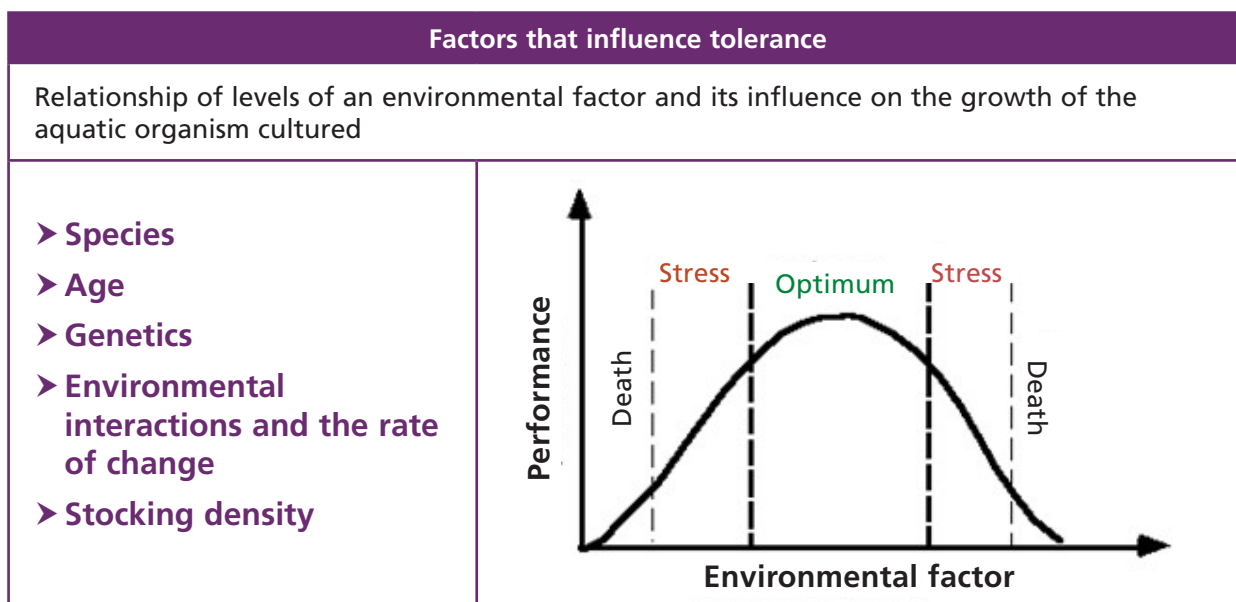 Factors that influence tolerance
Relationship of levels of an environmental factor and its influence on the growth of the
aquatic organism cultured
➤ Species
➤ Age
➤ Genetics
➤ Environmental
interactions and the rate
of change
➤ Stocking density
Performance
Death
Stress
Optimum
Stress
Death
Environmental factor